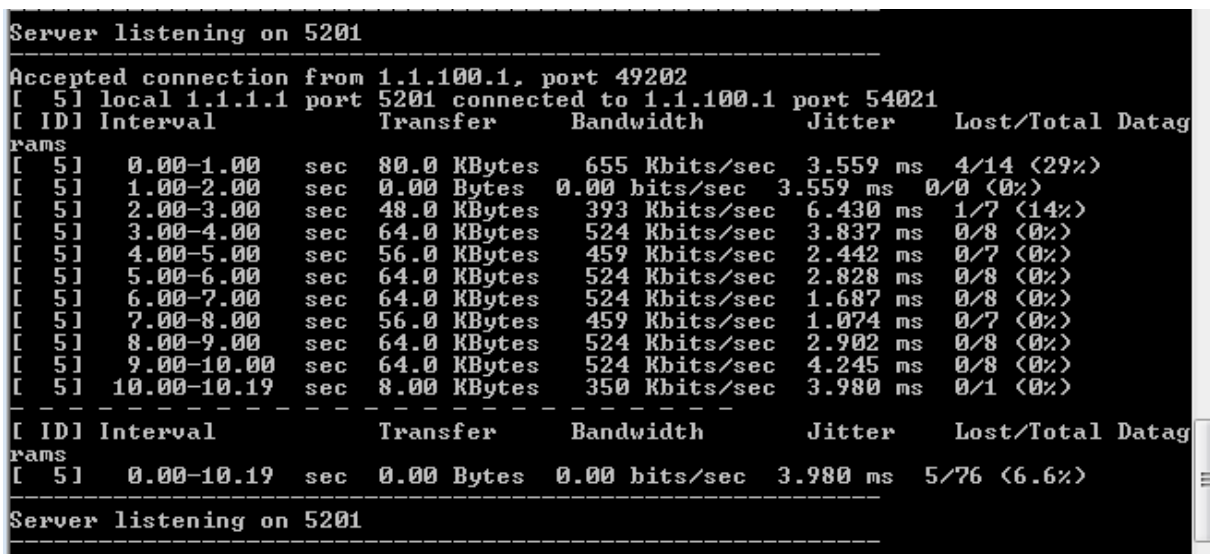 Server listening on 5201
-----------------------------------------------------------
Accepted connection from 1.1.100.1, port 49202
[  5] local 1.1.1.1 port 5201 connected to 1.1.100.1 port 54021
[ ID] Interval           Transfer     Bandwidth       Jitter    Lost/Total Datag
rams
[  5]   0.00-1.00   sec  80.0 KBytes   655 Kbits/sec  3.559 ms  4/14 (29%)
[  5]   1.00-2.00   sec  0.00 Bytes  0.00 bits/sec  3.559 ms  0/0 (0%)
[  5]   2.00-3.00   sec  48.0 KBytes   393 Kbits/sec  6.430 ms  1/7 (14%)
[  5]   3.00-4.00   sec  64.0 KBytes   524 Kbits/sec  3.837 ms  0/8 (0%)
[  5]   4.00-5.00   sec  56.0 KBytes   459 Kbits/sec  2.442 ms  0/7 (0%)
[  5]   5.00-6.00   sec  64.0 KBytes   524 Kbits/sec  2.828 ms  0/8 (0%)
[  5]   6.00-7.00   sec  64.0 KBytes   524 Kbits/sec  1.687 ms  0/8 (0%)
[  5]   7.00-8.00   sec  56.0 KBytes   459 Kbits/sec  1.074 ms  0/7 (0%)
[  5]   8.00-9.00   sec  64.0 KBytes   524 Kbits/sec  2.902 ms  0/8 (0%)
[  5]   9.00-10.00  sec  64.0 KBytes   524 Kbits/sec  4.245 ms  0/8 (0%)
[  5]  10.00-10.19  sec  8.00 KBytes   350 Kbits/sec  3.980 ms  0/1 (0%)
- - - - - - - - - - - - - - - - - - - - - - - - -
[ ID] Interval           Transfer     Bandwidth       Jitter    Lost/Total Datag
rams
[  5]   0.00-10.19  sec  0.00 Bytes  0.00 bits/sec  3.980 ms  5/76 (6.6%)
-----------------------------------------------------------
Server listening on 5201
-----------------------------------------------------------